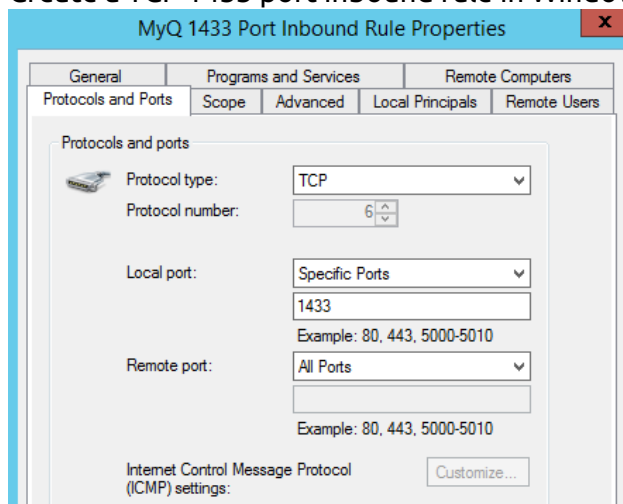 MyQ 1433 Port Inbound Rule Properties
x
General Programs and Services Remote Computers
Protocols and Ports Scope Advanced Local Principals Remote Users
Protocols and ports
Protocol type: TCP
Protocol number: 6
Local port: Specific Ports
1433
Example: 80, 443, 5000-5010
Remote port: All Ports
Example: 80, 443, 5000-5010
Internet Control Message Protocol Customize...
(ICMP) settings: